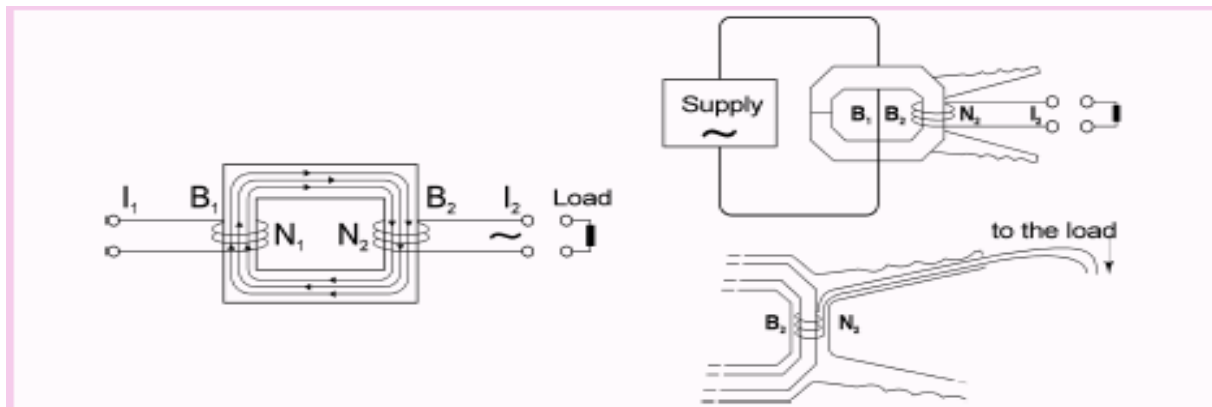 I₁ B₁ N₁ N₂ B₂ I₂ Load
~
Supply
~
B₁ B₂ N₂ I₂
to the load
B₂ N₂